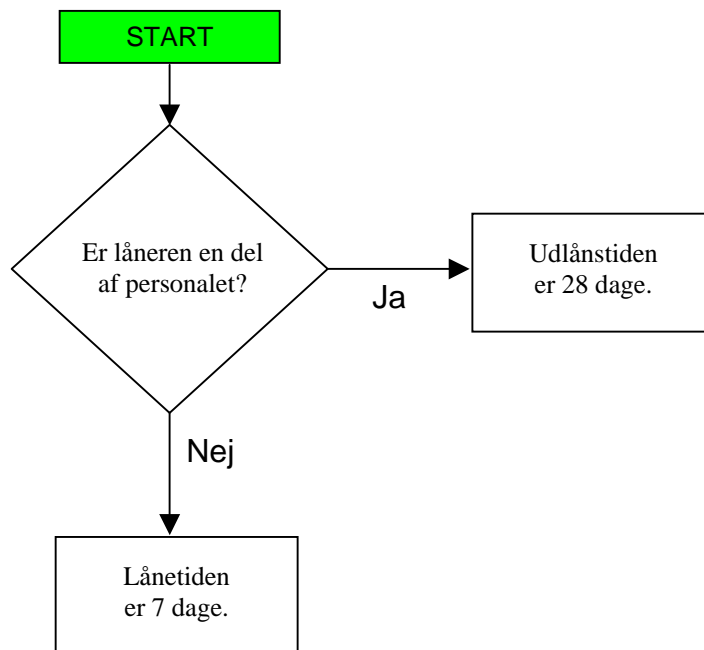 START
Er låneren en del
af personalet?
Ja
Udlånstiden
er 28 dage.
Nej
Lånetiden
er 7 dage.